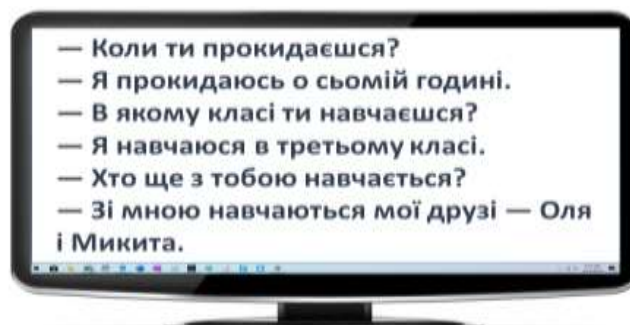 — Коли ти прокидаєшся?
— Я прокидаюсь о сьомій годині.
— В якому класі ти навчаєшся?
— Я навчаюся в третьому класі.
— Хто ще з тобою навчається?
— Зі мною навчаються мої друзі — Оля
і Микита.